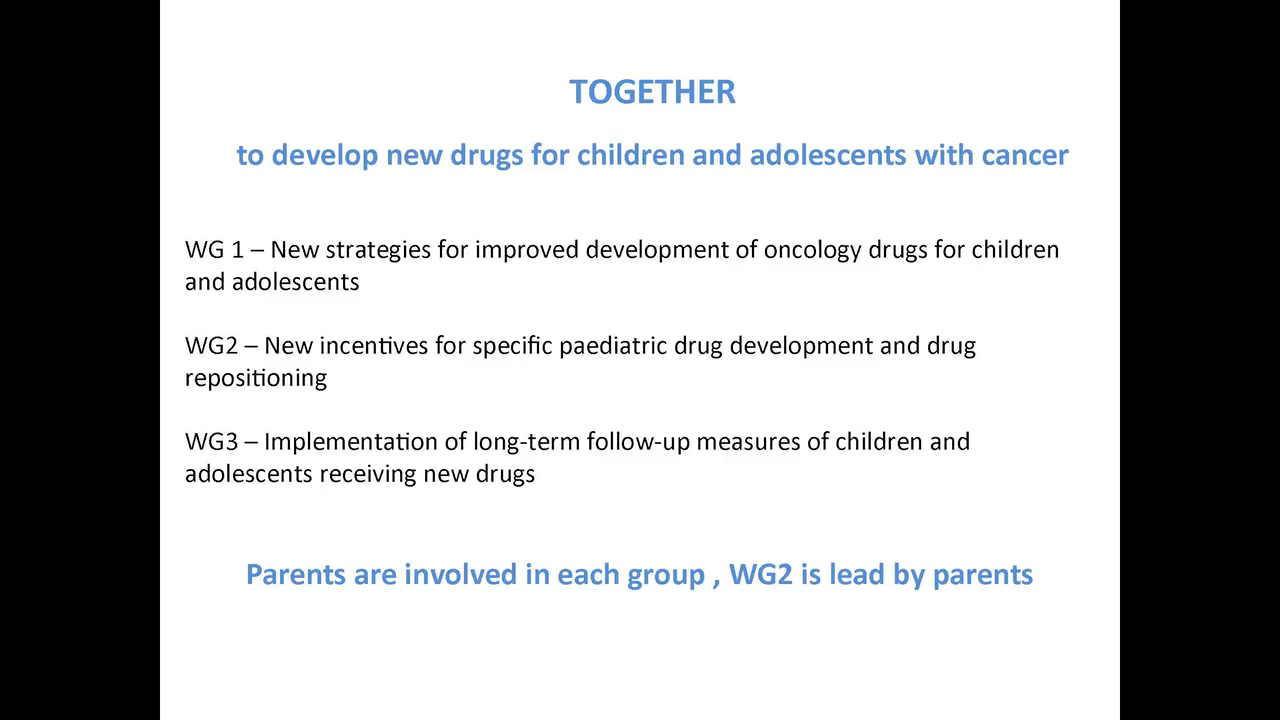 TOGETHER
to develop new drugs for children and adolescents with cancer
WG 1 – New strategies for improved development of oncology drugs for children
and adolescents
WG2 – New incentives for specific paediatric drug development and drug
repositioning
WG3 – Implementation of long-term follow-up measures of children and
adolescents receiving new drugs
Parents are involved in each group , WG2 is lead by parents